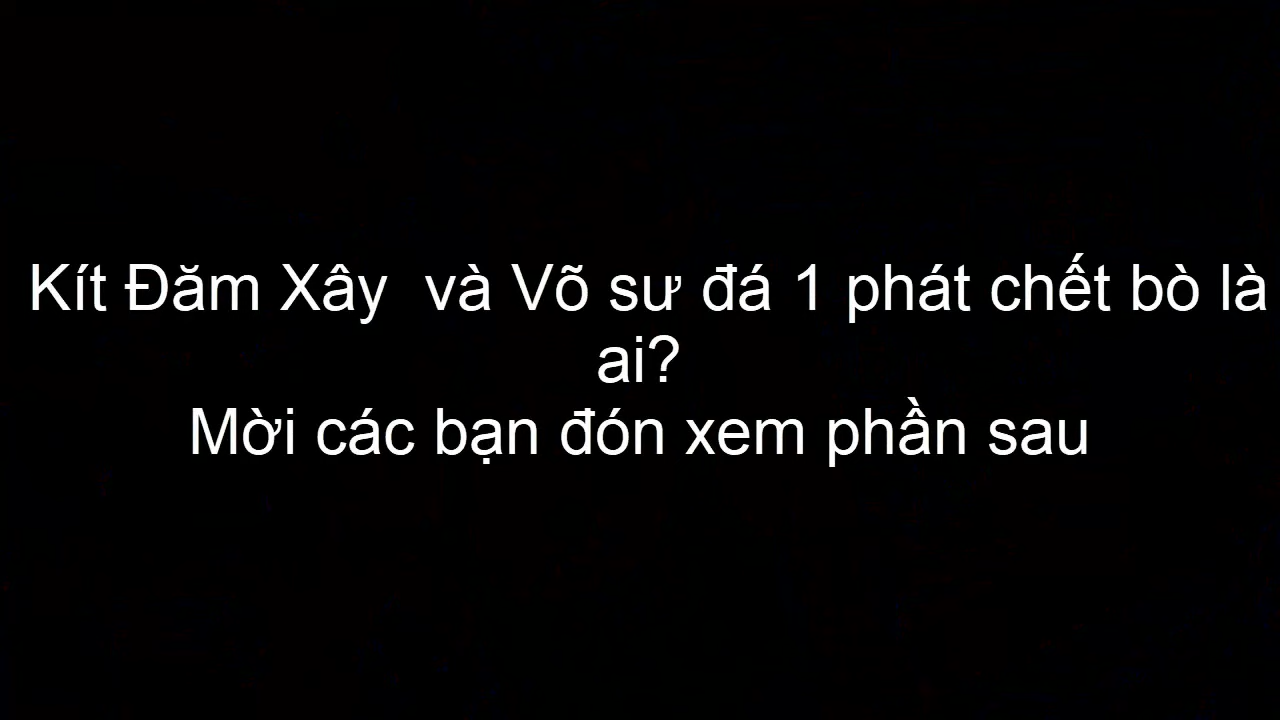 Kít Đăm Xây  và Võ sư đá 1 phát chết bò là
ai?
Mời các bạn đón xem phần sau